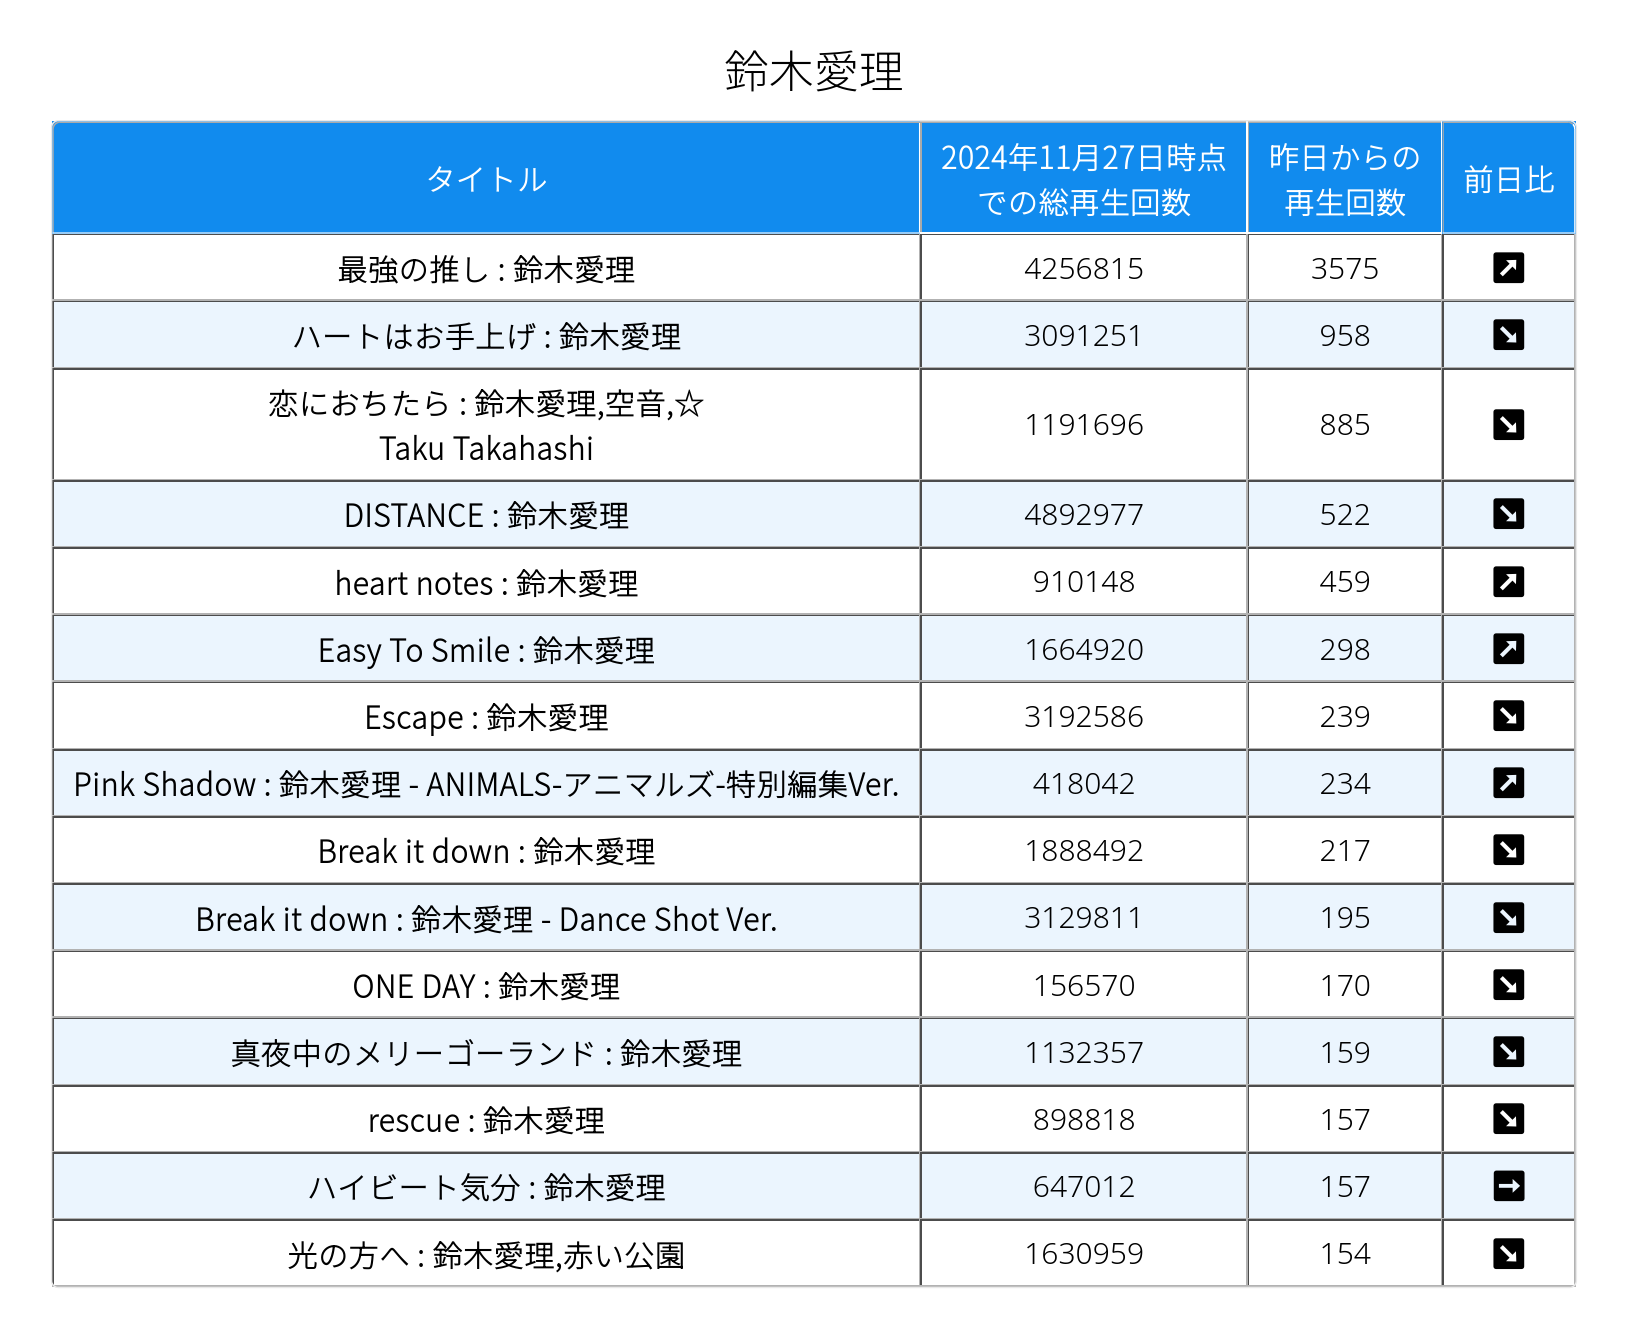 鈴木愛理
タイトル
2024年11月27日時点
での総再生回数
昨日からの
再生回数
前日比
最強の推し : 鈴木愛理 4256815 3575 ↗
ハートはお手上げ : 鈴木愛理 3091251 958 ↘
恋におちたら : 鈴木愛理,空音,☆
Taku Takahashi 1191696 885 ↘
DISTANCE : 鈴木愛理 4892977 522 ↘
heart notes : 鈴木愛理 910148 459 ↗
Easy To Smile : 鈴木愛理 1664920 298 ↗
Escape : 鈴木愛理 3192586 239 ↘
Pink Shadow : 鈴木愛理 - ANIMALS-アニマルズ-特別編集Ver. 418042 234 ↗
Break it down : 鈴木愛理 1888492 217 ↘
Break it down : 鈴木愛理 - Dance Shot Ver. 3129811 195 ↘
ONE DAY : 鈴木愛理 156570 170 ↘
真夜中のメリーゴーランド : 鈴木愛理 1132357 159 ↘
rescue : 鈴木愛理 898818 157 ↘
ハイビート気分 : 鈴木愛理 647012 157 →
光の方へ : 鈴木愛理,赤い公園 1630959 154 ↘